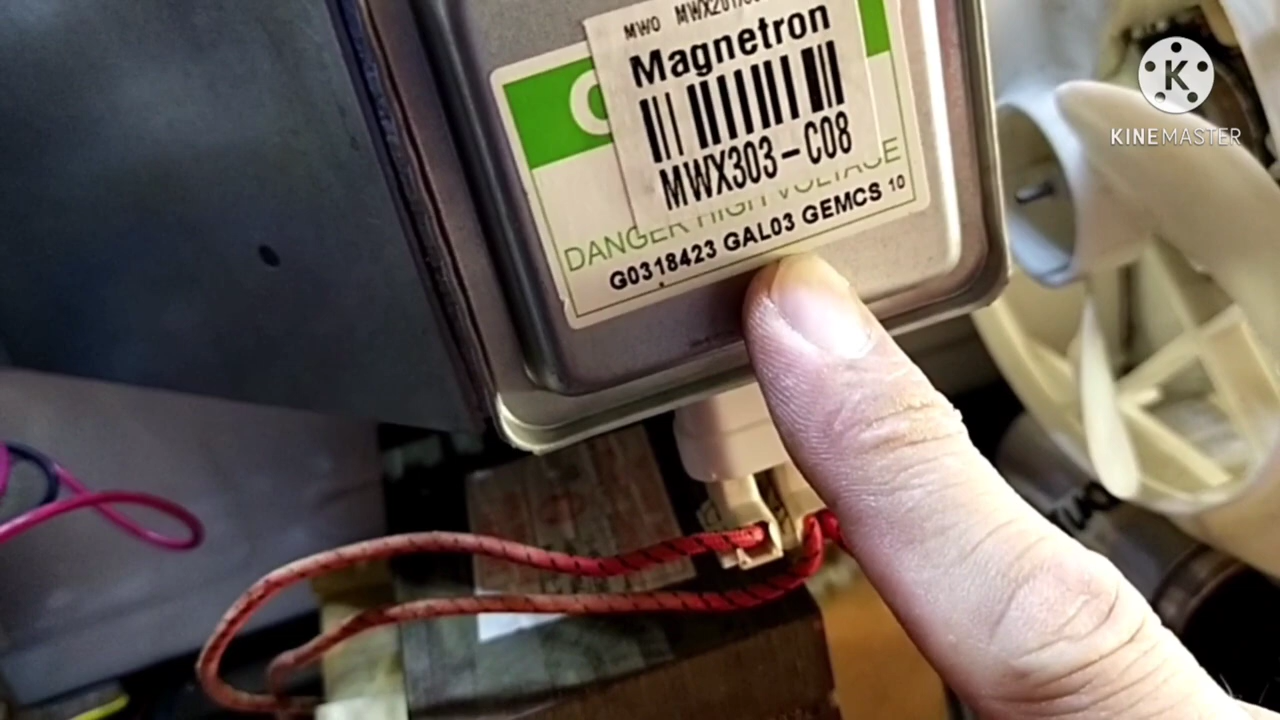 MWO
Magnetron
MWX303-C08
DANGER HIGH VOLTAGE
G0318423 GAL03 GEMCS 10
K
KINEMASTER